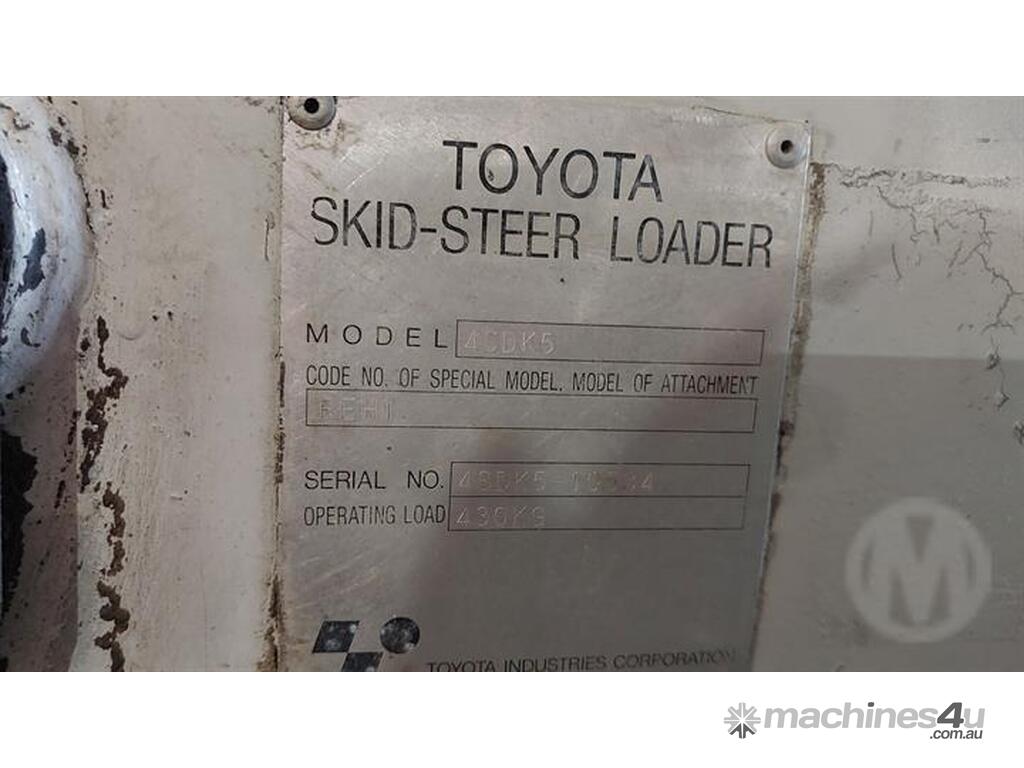 TOYOTA
SKID-STEER LOADER
MODEL 4SDK5
CODE NO. OF SPECIAL MODEL. MODEL OF ATTACHMENT
SERIAL NO.
OPERATING LOAD
TOYOTA INDUSTRIES CORPORATION
M
machines4u
.com.au